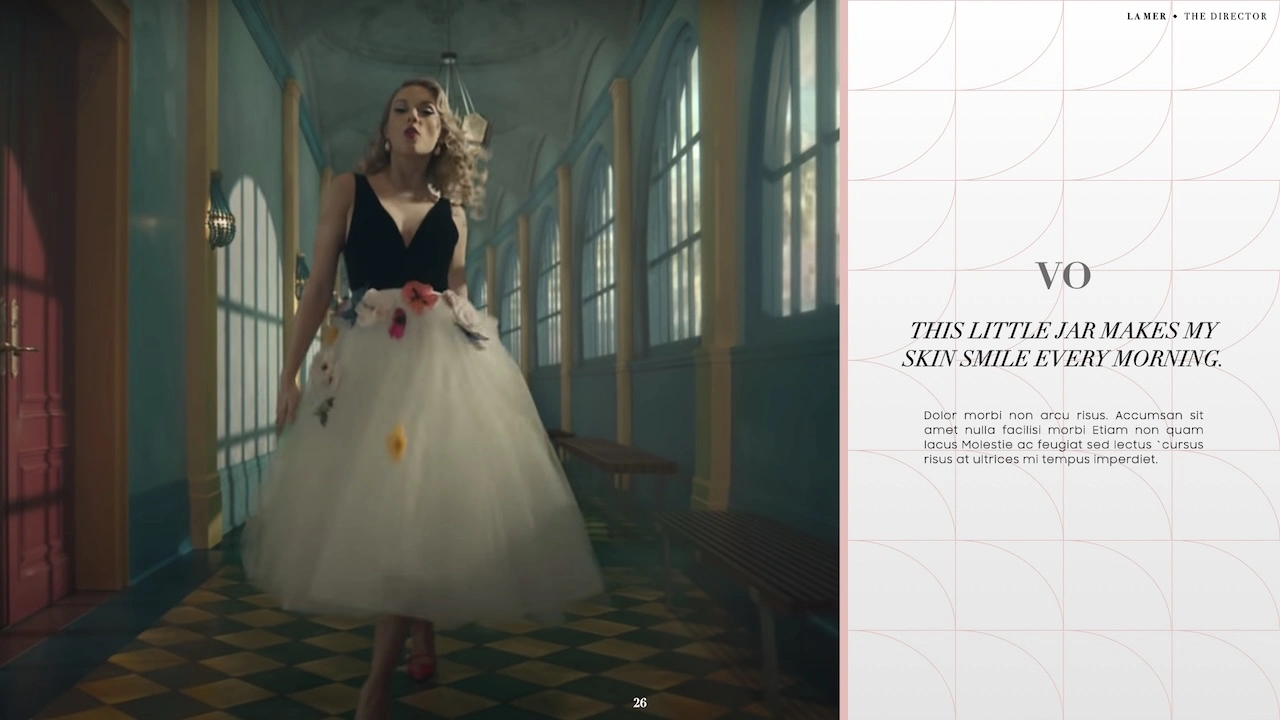 LA MER ◆ THE DIRECTOR
VO
THIS LITTLE JAR MAKES MY
SKIN SMILE EVERY MORNING.
Dolor morbi non arcu risus. Accumsan sit
amet nulla facilisi morbi Etiam non quam
lacus Molestie ac feugiat sed lectus `cursus
risus at ultrices mi tempus imperdiet.
26